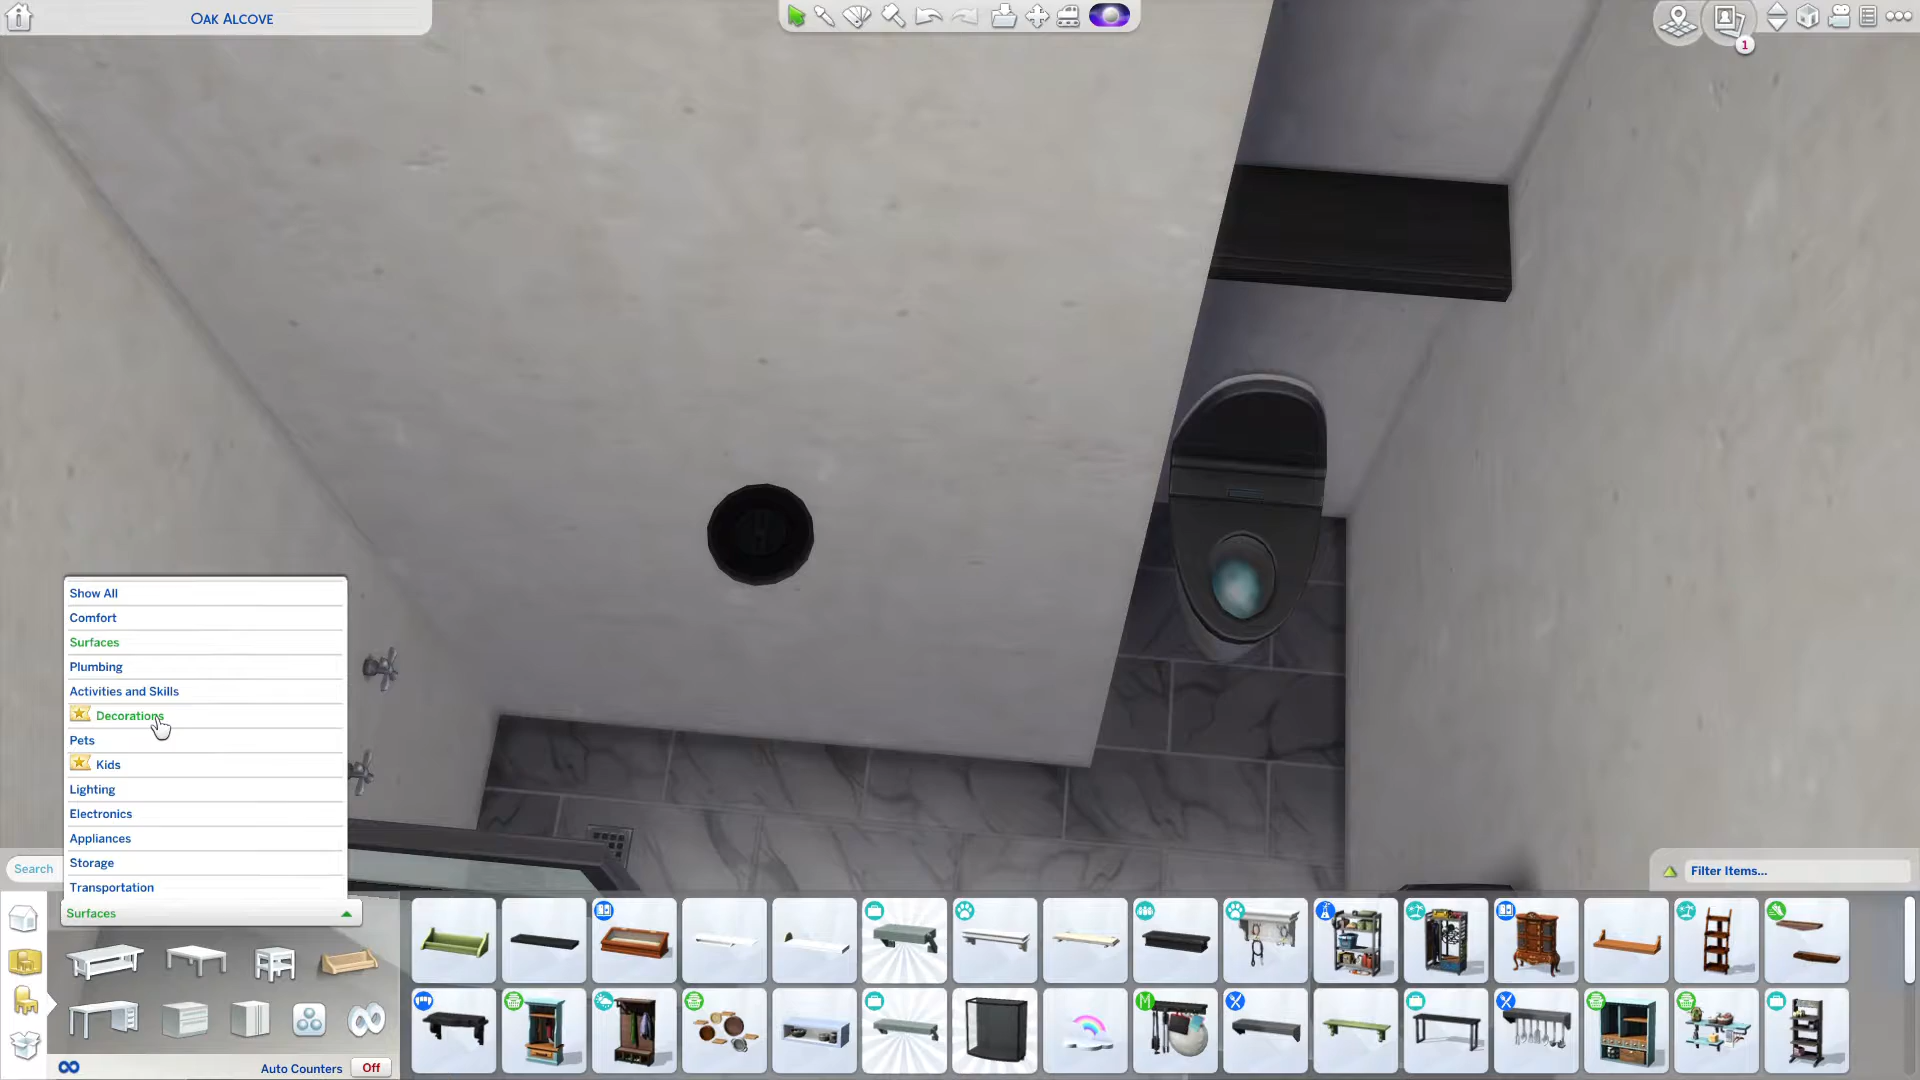 OAK ALCOVE
1
Show All
Comfort
Surfaces
Plumbing
Activities and Skills
Decorations
Pets
Kids
Lighting
Electronics
Appliances
Storage
Transportation
Search
Surfaces
Filter Items...
Auto Counters Off